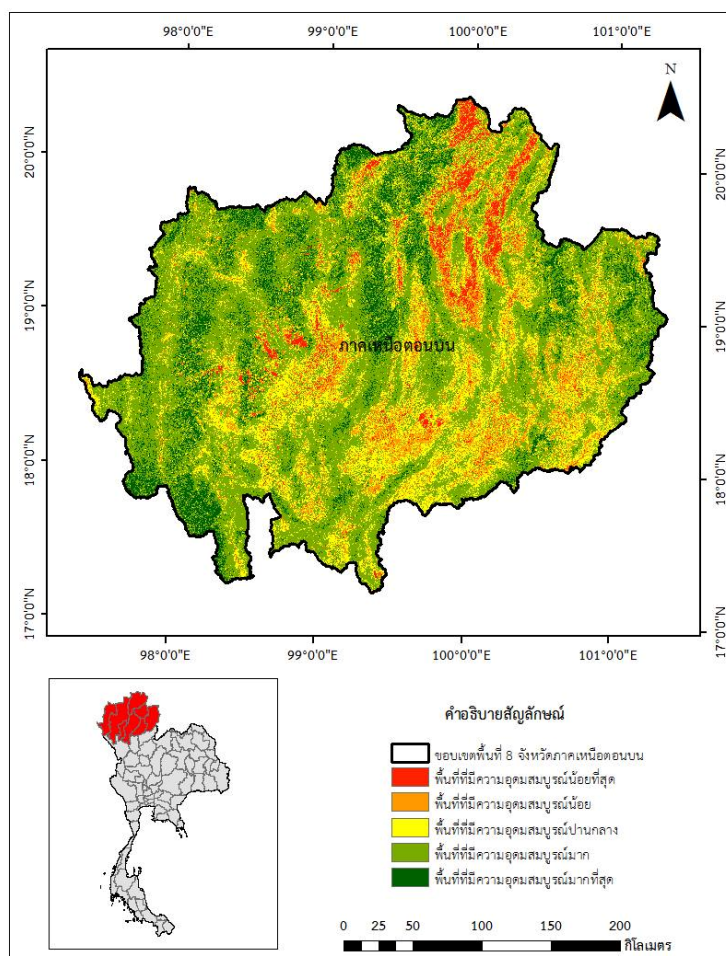 98°0'0"E 99°0'0"E 100°0'0"E 101°0'0"E
N
20°0'0"N 20°0'0"N
19°0'0"N 19°0'0"N
ภาคเหนือตอนบน
18°0'0"N 18°0'0"N
17°0'0"N 17°0'0"N
98°0'0"E 99°0'0"E 100°0'0"E 101°0'0"E
คำอธิบายสัญลักษณ์
ขอบเขตพื้นที่ 8 จังหวัดภาคเหนือตอนบน
พื้นที่ที่มีความอุดมสมบูรณ์น้อยที่สุด
พื้นที่ที่มีความอุดมสมบูรณ์น้อย
พื้นที่ที่มีความอุดมสมบูรณ์ปานกลาง
พื้นที่ที่มีความอุดมสมบูรณ์มาก
พื้นที่ที่มีความอุดมสมบูรณ์มากที่สุด
0 25 50 100 150 200
กิโลเมตร